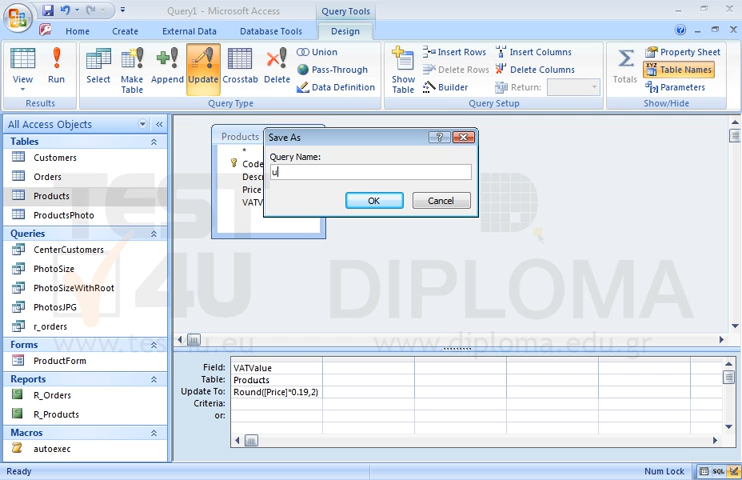 Query1 - Microsoft Access
Query Tools
Home
Create
External Data
Database Tools
Design
View
Run
Results
Select
Make Table
Append
Update
Crosstab
Delete
Union
Pass-Through
Data Definition
Query Type
Show Table
Insert Rows
Delete Rows
Builder
Insert Columns
Delete Columns
Return:
Query Setup
Totals
Property Sheet
Table Names
Parameters
Show/Hide
All Access Objects
Tables
Customers
Orders
Products
ProductsPhoto
Queries
CenterCustomers
PhotoSize
PhotoSizeWithRoot
PhotosJPG
r_orders
Forms
ProductForm
Reports
R_Orders
R_Products
Macros
autoexec
Products
*
Code
Descr
Price
VATV
Save As
Query Name:
u
OK
Cancel
TEST
4U
DIPLOMA
www.test4u.eu
www.diploma.edu.gr
Field: VATValue
Table: Products
Update To: Round([Price]*0.19,2)
Criteria:
or:
Ready
Num Lock
SQL